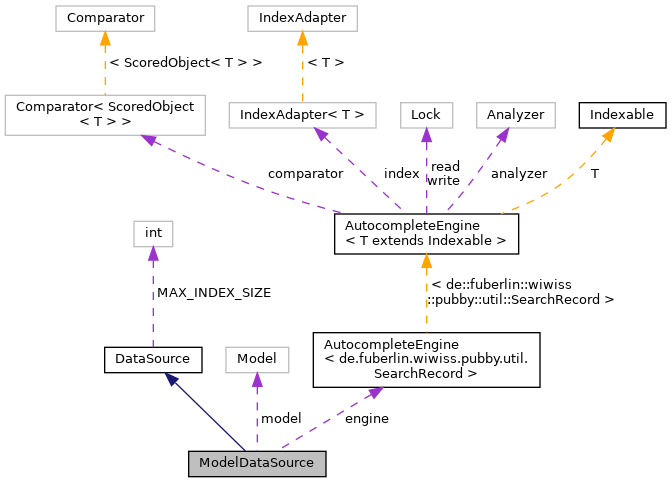 Comparator
IndexAdapter
< ScoredObject< T > >
< T >
Comparator< ScoredObject
< T > >
IndexAdapter< T >
Lock
Analyzer
Indexable
comparator
index
read
write
analyzer
T
AutocompleteEngine
< T extends Indexable >
int
MAX_INDEX_SIZE
< de::fuberlin::wiwiss
::pubby::util::SearchRecord >
DataSource
Model
AutocompleteEngine
< de.fuberlin.wiwiss.pubby.util.
SearchRecord >
model
engine
ModelDataSource